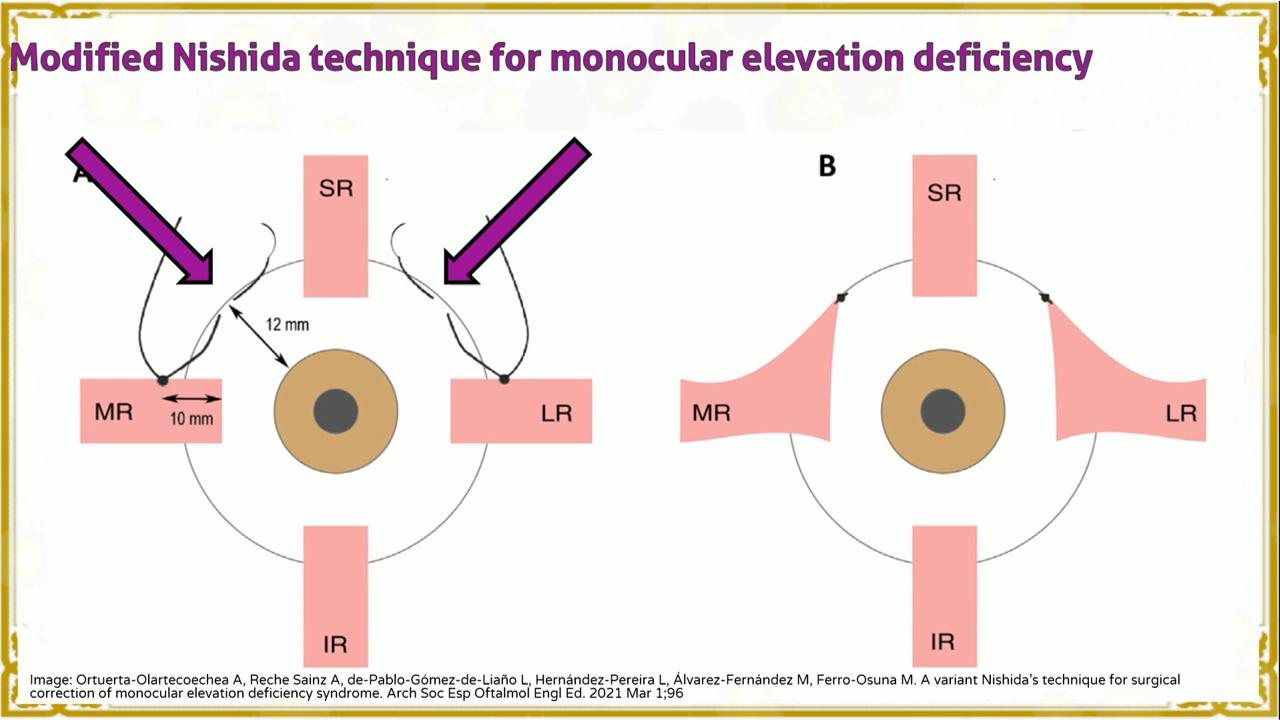 Modified Nishida technique for monocular elevation deficiency
A
SR
12 mm
MR
10 mm
LR
IR
B
SR
MR
LR
IR
Image: Ortuerta-Olartecoechea A, Reche Sainz A, de-Pablo-Gómez-de-Liaño L, Hernández-Pereira L, Álvarez-Fernández M, Ferro-Osuna M. A variant Nishida's technique for surgical
correction of monocular elevation deficiency syndrome. Arch Soc Esp Oftalmol Engl Ed. 2021 Mar 1;96